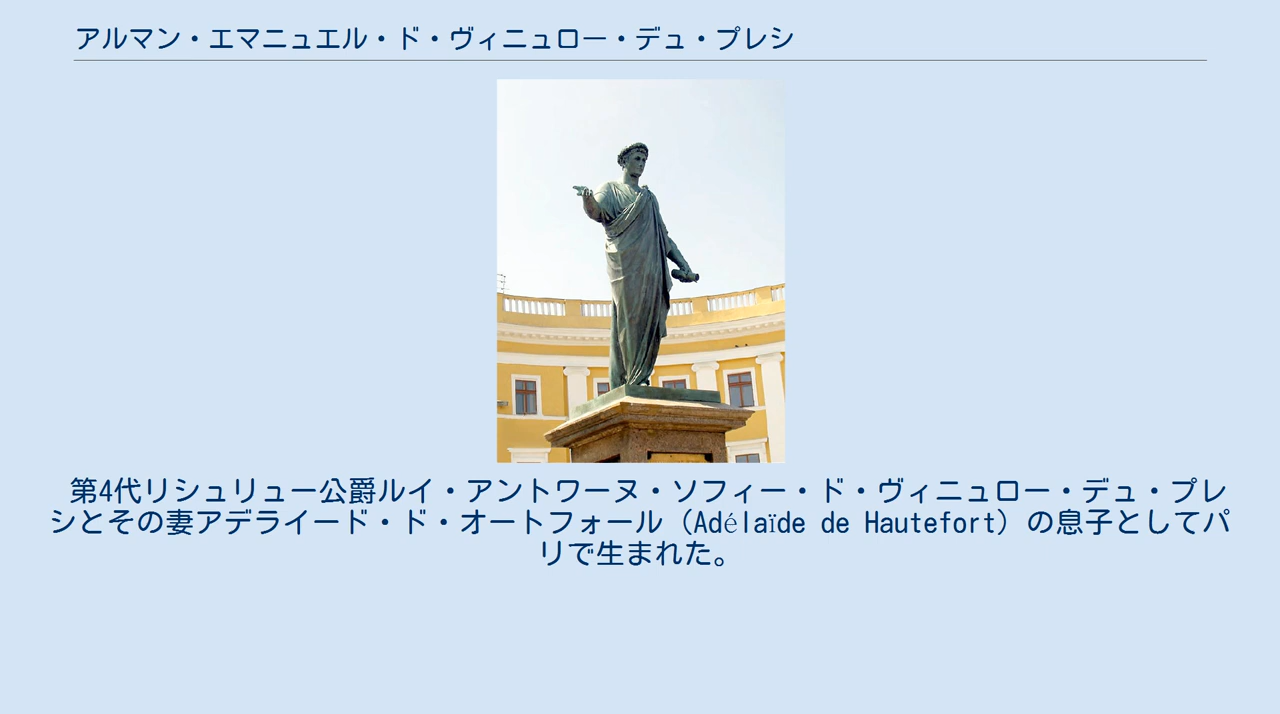 アルマン・エマニュエル・ド・ヴィニュロー・デュ・プレシ
第4代リシュリュー公爵ルイ・アントワーヌ・ソフィー・ド・ヴィニュロー・デュ・プレ
シとその妻アデライード・ド・オートフォール（Adélaïde de Hautefort）の息子としてパ
リで生まれた。